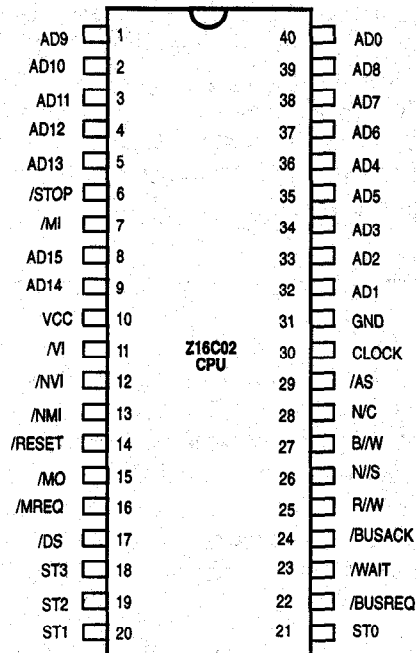 AD9 1 40 AD0
AD10 2 39 AD8
AD11 3 38 AD7
AD12 4 37 AD6
AD13 5 36 AD4
/STOP 6 35 AD5
/MI 7 34 AD3
AD15 8 33 AD2
AD14 9 32 AD1
VCC 10 31 GND
/VI 11 Z16C02 30 CLOCK
CPU
/NVI 12 29 /AS
/NMI 13 28 N/C
/RESET 14 27 B//W
/MO 15 26 N//S
/MREQ 16 25 R//W
/DS 17 24 /BUSACK
ST3 18 23 /WAIT
ST2 19 22 /BUSREQ
ST1 20 21 ST0